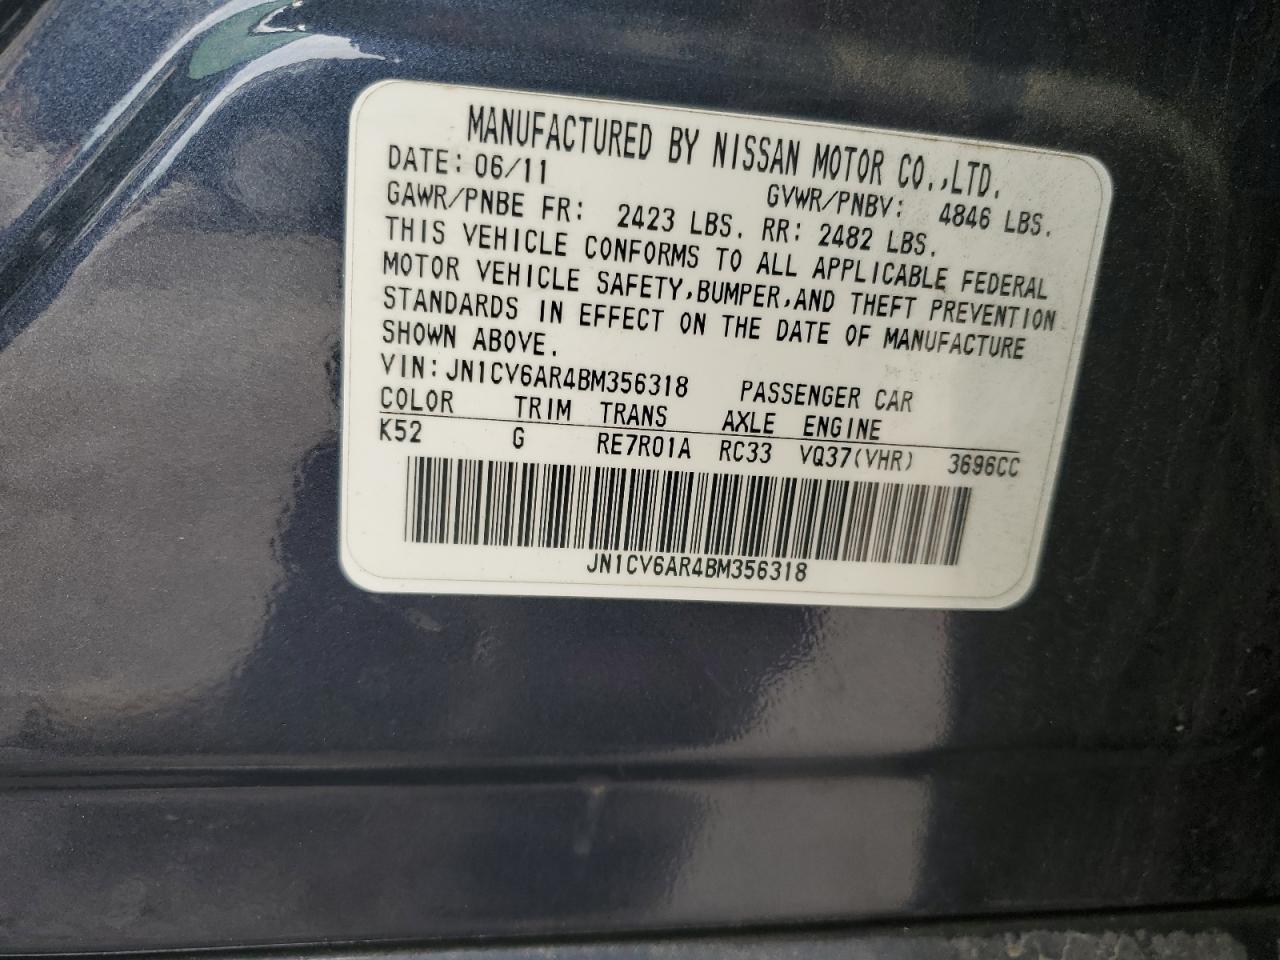 MANUFACTURED BY NISSAN MOTOR CO.,LTD.
DATE: 06/11 GVWR/PNBV: 4846 LBS.
GAWR/PNBE FR: 2423 LBS. RR: 2482 LBS.
THIS VEHICLE CONFORMS TO ALL APPLICABLE FEDERAL
MOTOR VEHICLE SAFETY,BUMPER,AND THEFT PREVENTION
STANDARDS IN EFFECT ON THE DATE OF MANUFACTURE
SHOWN ABOVE.
VIN: JN1CV6AR4BM356318 PASSENGER CAR
COLOR TRIM TRANS AXLE ENGINE
K52 G RE7R01A RC33 VQ37(VHR) 3696CC
JN1CV6AR4BM356318